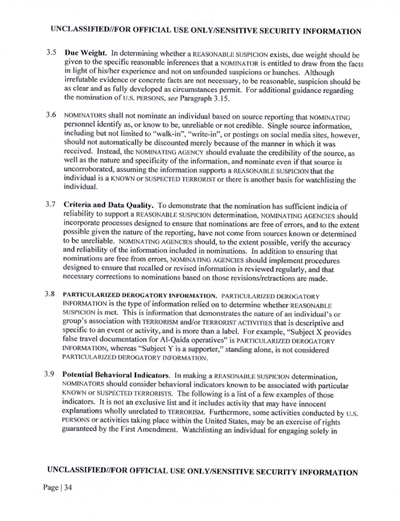 UNCLASSIFIED//FOR OFFICIAL USE ONLY/SENSITIVE SECURITY INFORMATION
3.5 Due Weight. In determining whether a REASONABLE SUSPICION exists, due weight should be
given to the specific reasonable inferences that a NOMINATOR is entitled to draw from the facts
in light of his/her experience and not on unfounded suspicions or hunches. Although
irrefutable evidence or concrete facts are not necessary, to be reasonable, suspicion should be
as clear and as fully developed as circumstances permit. For additional guidance regarding
the nomination of U.S. PERSONS, see Paragraph 3.15.
3.6 NOMINATORS shall not nominate an individual based on source reporting that NOMINATING
personnel identify as, or know to be, unreliable or not credible. Single source information,
including but not limited to “walk-in”, “write-in”, or postings on social media sites, however,
should not automatically be discounted merely because of the manner in which it was
received. Instead, the NOMINATING AGENCY should evaluate the credibility of the source, as
well as the nature and specificity of the information, and nominate even if that source is
uncorroborated, assuming the information supports a REASONABLE SUSPICION that the
individual is a KNOWN or SUSPECTED TERRORIST or there is another basis for watchlisting the
individual.
3.7 Criteria and Data Quality. To demonstrate that the nomination has sufficient indicia of
reliability to support a REASONABLE SUSPICION determination, NOMINATING AGENCIES should
incorporate processes designed to ensure that nominations are free of errors, and to the extent
possible given the nature of the reporting, have not come from sources known or determined
to be unreliable. NOMINATING AGENCIES should, to the extent possible, verify the accuracy
and reliability of the information included in nominations. In addition to ensuring that
nominations are free from errors, NOMINATING AGENCIES should implement procedures
designed to ensure that recalled or revised information is reviewed regularly, and that
necessary corrections to nominations based on those revisions/retractions are made.
3.8 PARTICULARIZED DEROGATORY INFORMATION. PARTICULARIZED DEROGATORY
INFORMATION is the type of information relied on to determine whether REASONABLE
SUSPICION is met. This is information that demonstrates the nature of an individual's or
group's association with TERRORISM and/or TERRORIST ACTIVITIES that is descriptive and
specific to an event or activity, and is more than a label. For example, “Subject X provides
false travel documentation for Al-Qaida operatives” is PARTICULARIZED DEROGATORY
INFORMATION, whereas “Subject Y is a supporter,” standing alone, is not considered
PARTICULARIZED DEROGATORY INFORMATION.
3.9 Potential Behavioral Indicators. In making a REASONABLE SUSPICION determination,
NOMINATORS should consider behavioral indicators known to be associated with particular
KNOWN or SUSPECTED TERRORISTS. The following is a list of a few examples of those
indicators. It is not an exclusive list and it includes activity that may have innocent
explanations wholly unrelated to TERRORISM. Furthermore, some activities conducted by U.S.
PERSONS or activities taking place within the United States, may be an exercise of rights
guaranteed by the First Amendment. Watchlisting an individual for engaging solely in
UNCLASSIFIED//FOR OFFICIAL USE ONLY/SENSITIVE SECURITY INFORMATION
Page | 34